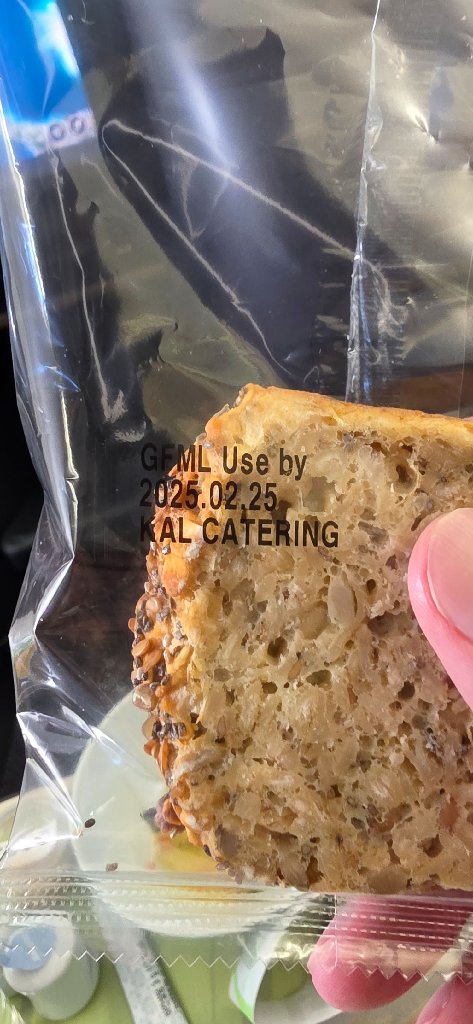 GFML Use by
2025.02.25
KAL CATERING